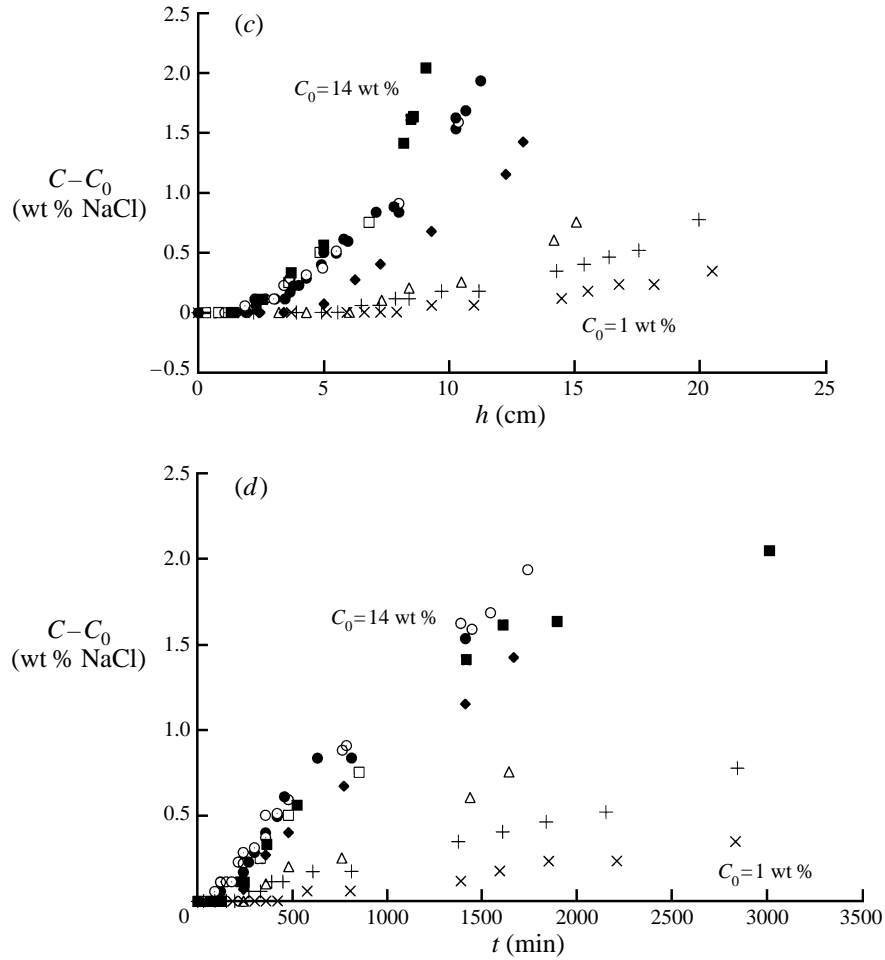 (c)
2.5
2.0
1.5
1.0
0.5
0
−0.5
C−C0
(wt % NaCl)
C0=14 wt %
C0=1 wt %
0 5 10 15 20 25
h (cm)
(d)
2.5
2.0
1.5
1.0
0.5
0
C−C0
(wt % NaCl)
C0=14 wt %
C0=1 wt %
500 1000 1500 2000 2500 3000 3500
t (min)